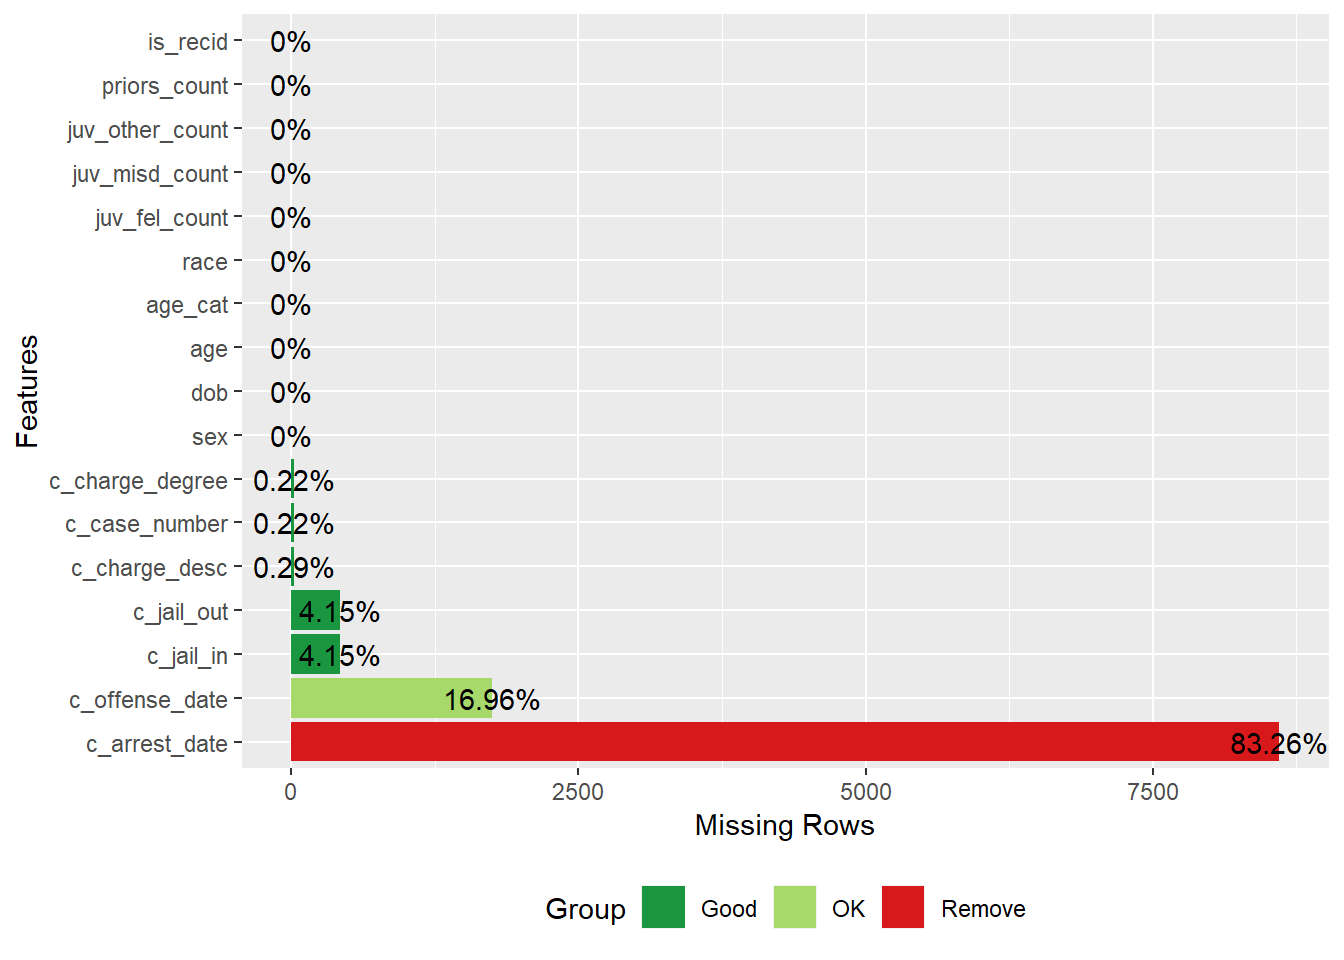 is_recid 0%
priors_count 0%
juv_other_count 0%
juv_misd_count 0%
juv_fel_count 0%
race 0%
age_cat 0%
age 0%
dob 0%
sex 0%
c_charge_degree 0.22%
c_case_number 0.22%
c_charge_desc 0.29%
c_jail_out 4.15%
c_jail_in 4.15%
c_offense_date 16.96%
c_arrest_date 83.26%
Features
0 2500 5000 7500
Missing Rows
Group Good OK Remove